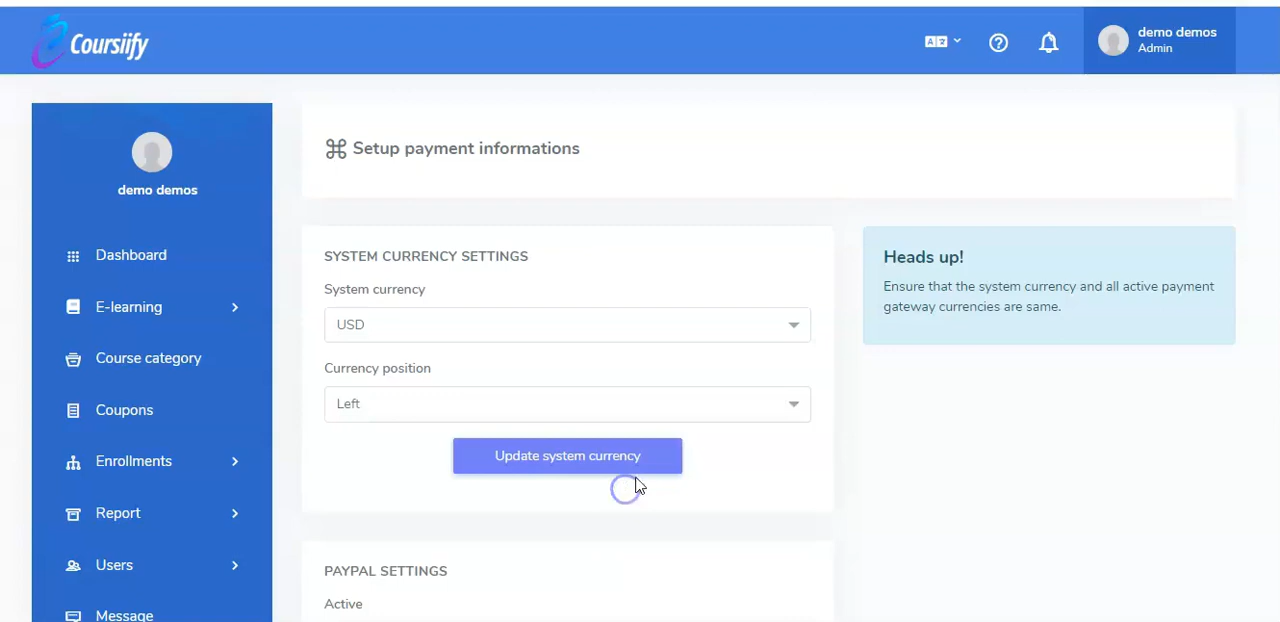 Coursiify
A
demo demos
Admin
demo demos
Dashboard
E-learning
Course category
Coupons
Enrollments
Report
Users
Message
Setup payment informations
SYSTEM CURRENCY SETTINGS
System currency
USD
Currency position
Left
Update system currency
PAYPAL SETTINGS
Active
Heads up!
Ensure that the system currency and all active payment
gateway currencies are same.